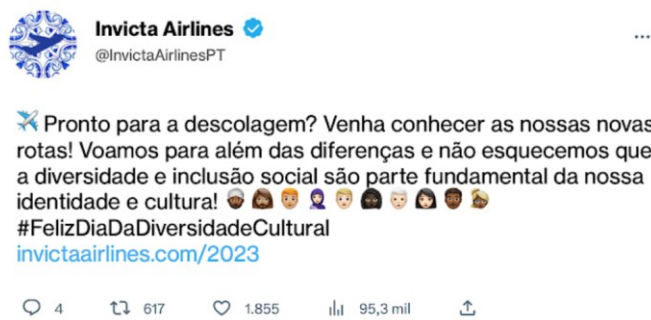 Invicta Airlines
@InvictaAirlinesPT
✈️ Pronto para a descolagem? Venha conhecer as nossas novas
rotas! Voamos para além das diferenças e não esquecemos que
a diversidade e inclusão social são parte fundamental da nossa
identidade e cultura!
#FelizDiaDaDiversidadeCultural
invictaairlines.com/2023
4 617 1.855 95,3 mil